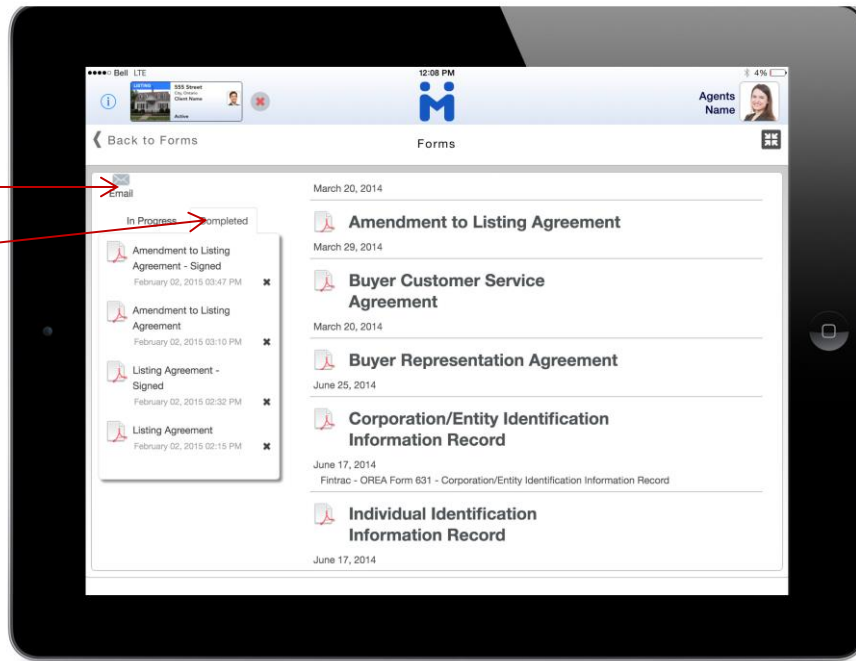 Bell LTE
12:08 PM
4%
LISTING
555 Street
City, Ontario
Client Name
Active
Agents
Name
Back to Forms
Forms
Email
In Progress
Completed
Amendment to Listing
Agreement - Signed
February 02, 2015 03:47 PM
Amendment to Listing
Agreement
February 02, 2015 03:10 PM
Listing Agreement -
Signed
February 02, 2015 02:32 PM
Listing Agreement
February 02, 2015 02:15 PM
March 20, 2014
Amendment to Listing Agreement
March 29, 2014
Buyer Customer Service
Agreement
March 20, 2014
Buyer Representation Agreement
June 25, 2014
Corporation/Entity Identification
Information Record
June 17, 2014
Fintrac - OREA Form 631 - Corporation/Entity Identification Information Record
Individual Identification
Information Record
June 17, 2014